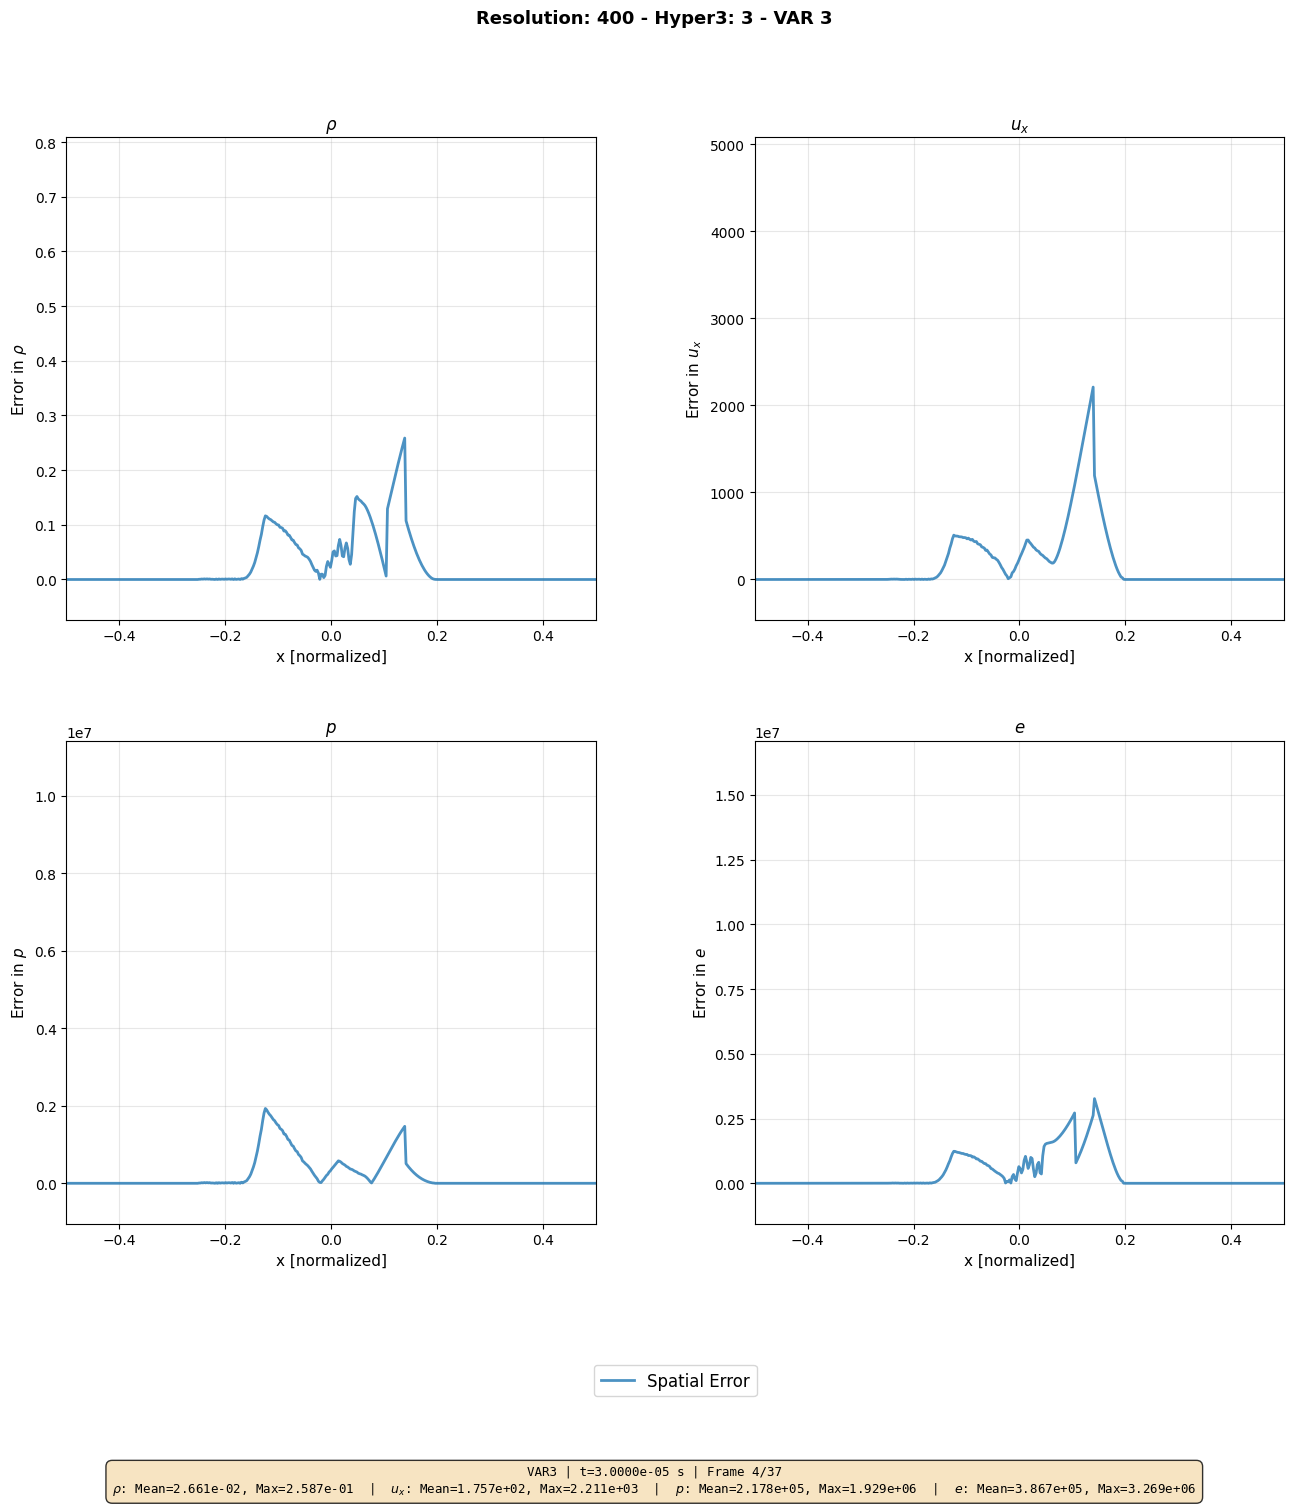 Resolution: 400 - Hyper3: 3 - VAR 3
ρ
0.8
0.7
0.6
0.5
0.4
0.3
0.2
0.1
0.0
Error in ρ
−0.4 −0.2 0.0 0.2 0.4
x [normalized]
u_x
5000
4000
3000
2000
1000
0
Error in u_x
−0.4 −0.2 0.0 0.2 0.4
x [normalized]
p
1e7
1.0
0.8
0.6
0.4
0.2
0.0
Error in p
−0.4 −0.2 0.0 0.2 0.4
x [normalized]
e
1e7
1.50
1.25
1.00
0.75
0.50
0.25
0.00
Error in e
−0.4 −0.2 0.0 0.2 0.4
x [normalized]
Spatial Error
VAR3 | t=3.0000e-05 s | Frame 4/37
ρ: Mean=2.661e-02, Max=2.587e-01 | u_x: Mean=1.757e+02, Max=2.211e+03 | p: Mean=2.178e+05, Max=1.929e+06 | e: Mean=3.867e+05, Max=3.269e+06